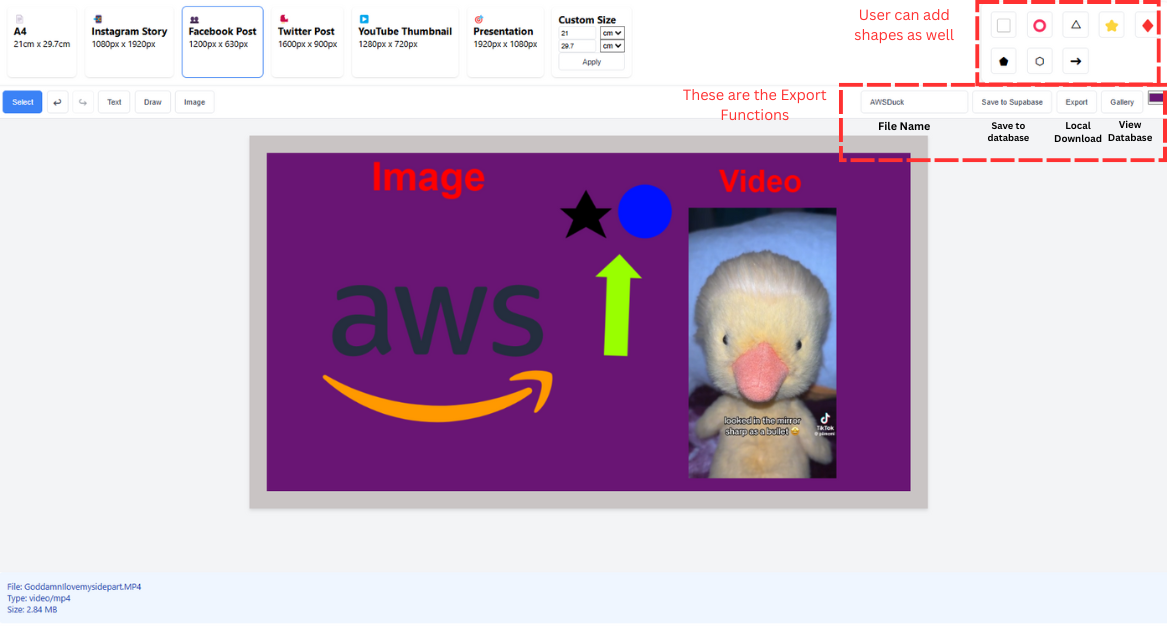 A4
21cm x 29.7cm
Instagram Story
1080px x 1920px
Facebook Post
1200px x 630px
Twitter Post
1600px x 900px
YouTube Thumbnail
1280px x 720px
Presentation
1920px x 1080px
Custom Size
21 cm
29.7 cm
Apply
User can add
shapes as well
Select
Text
Draw
Image
These are the Export
Functions
AWSDuck
Save to Supabase
Export
Gallery
File Name
Save to
database
Local
Download
View
Database
Image
Video
aws
looked in the mirror
sharp as a bullet
TikTok
File: GoddamnIlovemysidepart.MP4
Type: video/mp4
Size: 2.84 MB